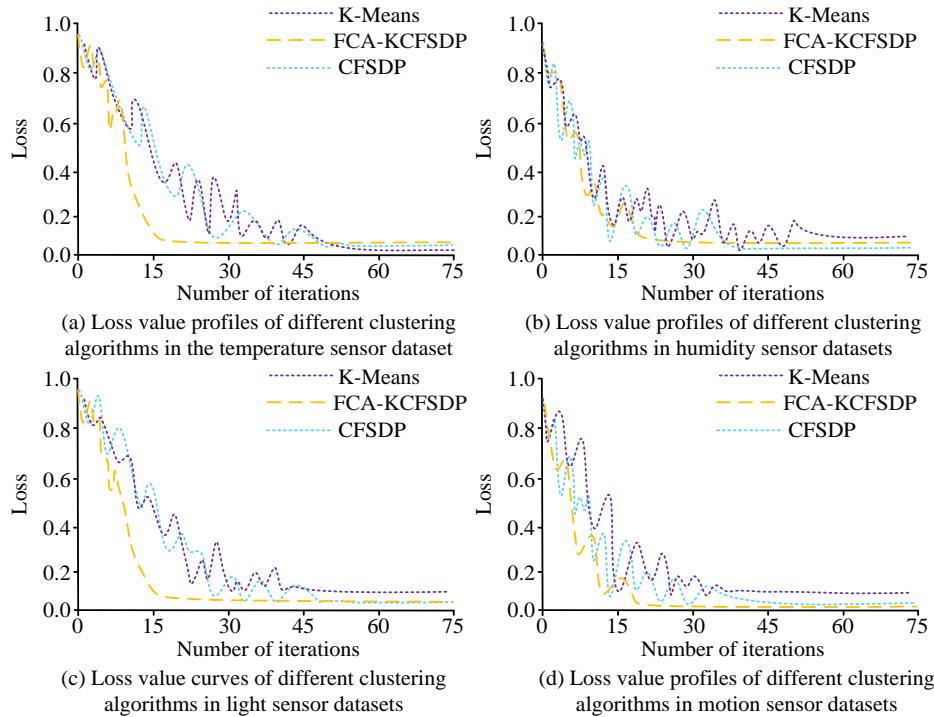 1.0
0.8
0.6
0.4
0.2
0.0
Loss
K-Means
FCA-KCFSDP
CFSDP
0 15 30 45 60 75
Number of iterations
(a) Loss value profiles of different clustering
algorithms in the temperature sensor dataset
1.0
0.8
0.6
0.4
0.2
0.0
Loss
K-Means
FCA-KCFSDP
CFSDP
0 15 30 45 60 75
Number of iterations
(b) Loss value profiles of different clustering
algorithms in humidity sensor datasets
1.0
0.8
0.6
0.4
0.2
0.0
Loss
K-Means
FCA-KCFSDP
CFSDP
0 15 30 45 60 75
Number of iterations
(c) Loss value curves of different clustering
algorithms in light sensor datasets
1.0
0.8
0.6
0.4
0.2
0.0
Loss
K-Means
FCA-KCFSDP
CFSDP
0 15 30 45 60 75
Number of iterations
(d) Loss value profiles of different clustering
algorithms in motion sensor datasets